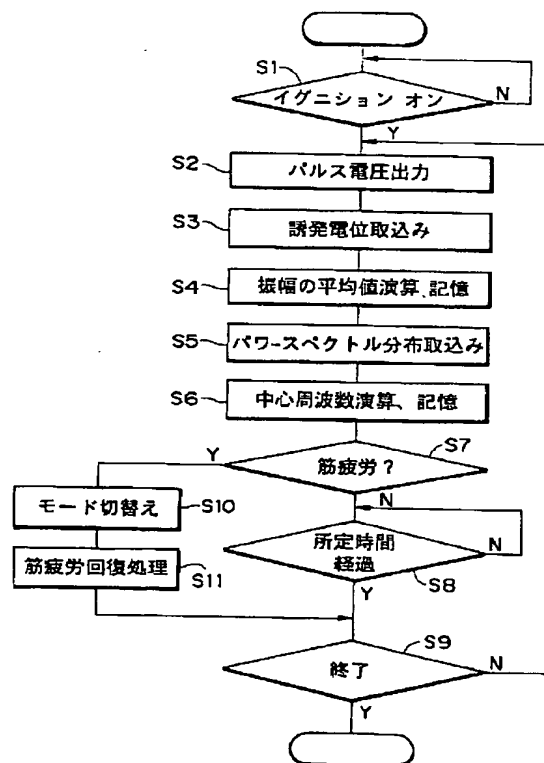 S1
イグニション オン
N
Y
S2
パルス電圧出力
S3
誘発電位取込み
S4
振幅の平均値演算、記憶
S5
パワースペクトル分布取込み
S6
中心周波数演算、記憶
S7
Y
筋疲労?
N
モード切替え
S10
所定時間
経過
N
筋疲労回復処理
S11
S8
Y
S9
終了
N
Y